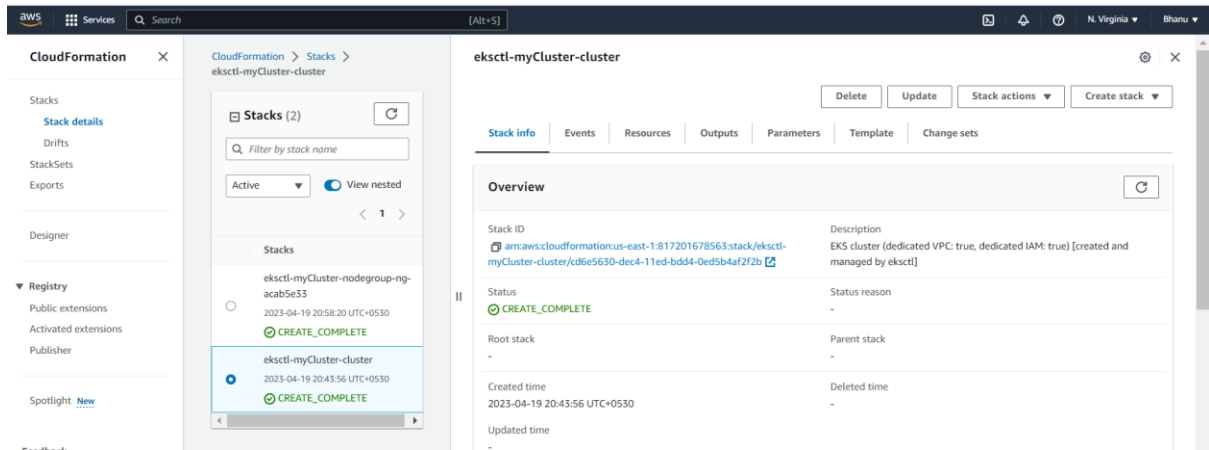 aws Services Search [Alt+S] N. Virginia Bhanu
CloudFormation
Stacks
Stack details
Drifts
StackSets
Exports
Designer
Registry
Public extensions
Activated extensions
Publisher
Spotlight New
Feedback
CloudFormation > Stacks >
eksctl-myCluster-cluster
Stacks (2)
Filter by stack name
Active View nested
1
Stacks
eksctl-myCluster-nodegroup-ng-
acab5e33
2023-04-19 20:58:20 UTC+0530
CREATE_COMPLETE
eksctl-myCluster-cluster
2023-04-19 20:43:56 UTC+0530
CREATE_COMPLETE
eksctl-myCluster-cluster
Delete Update Stack actions Create stack
Stack info Events Resources Outputs Parameters Template Change sets
Overview
Stack ID
arn:aws:cloudformation:us-east-1:817201678563:stack/eksctl-
myCluster-cluster/cd6e5630-dec4-11ed-bdd4-0ed5b4af2f2b
Description
EKS cluster (dedicated VPC: true, dedicated IAM: true) [created and
managed by eksctl]
Status
CREATE_COMPLETE
Status reason
-
Root stack
-
Parent stack
-
Created time
2023-04-19 20:43:56 UTC+0530
Deleted time
-
Updated time
-